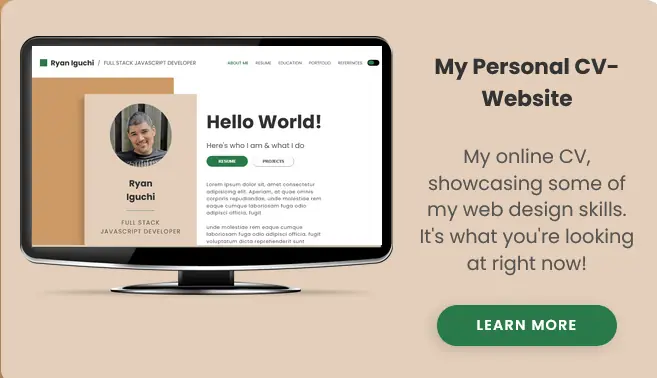 Ryan Iguchi / FULL STACK JAVASCRIPT DEVELOPER
ABOUT ME RESUME EDUCATION PORTFOLIO REFERENCES
Ryan
Iguchi
FULL STACK
JAVASCRIPT DEVELOPER
Hello World!
Here's who I am & what I do
RESUME PROJECTS
Lorem ipsum dolor sit, amet consectetur
adipisicing elit. Aperiam, at quae omnis
corporis repudiandae, unde molestiae rem
eaque cumque laboriosam fuga odio
adipisci officia, fugit.
unde molestiae rem eaque cumque
laboriosam fuga odio adipisci officia, fugit
voluptatum dicta reprehenderit sunt
My Personal CV-
Website
My online CV,
showcasing some of
my web design skills.
It's what you're looking
at right now!
LEARN MORE